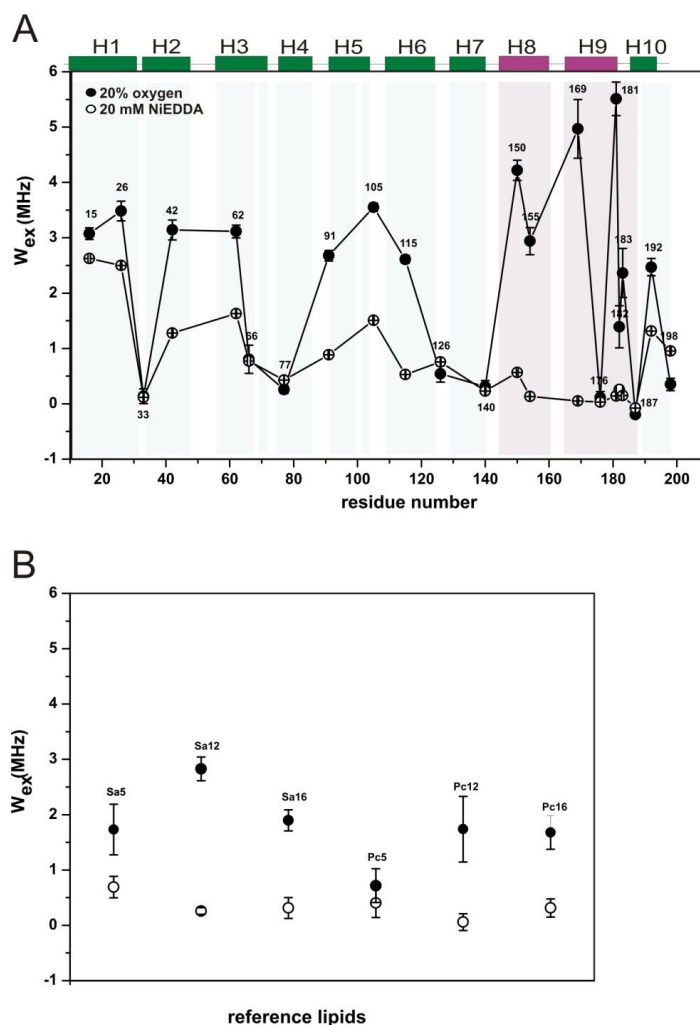 A
H1 H2 H3 H4 H5 H6 H7 H8 H9 H10
20% oxygen
20 mM NiEDDA
6
5
4
3
2
1
0
-1
Wex (MHz)
15
26
33
42
62
66
77
91
105
115
126
140
150
155
169
176
181
182
183
187
192
198
20 40 60 80 100 120 140 160 180 200
residue number
B
6
5
4
3
2
1
0
-1
Wex(MHz)
Sa5
Sa12
Sa16
Pc5
Pc12
Pc16
reference lipids